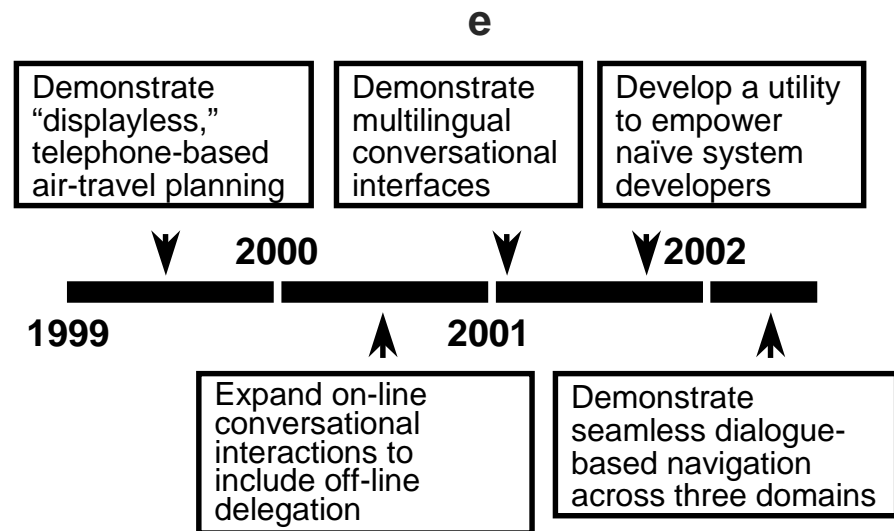 e
Demonstrate
“displayless,”
telephone-based
air-travel planning
Demonstrate
multilingual
conversational
interfaces
Develop a utility
to empower
naïve system
developers
2000
2002
1999
2001
Expand on-line
conversational
interactions to
include off-line
delegation
Demonstrate
seamless dialogue-
based navigation
across three domains